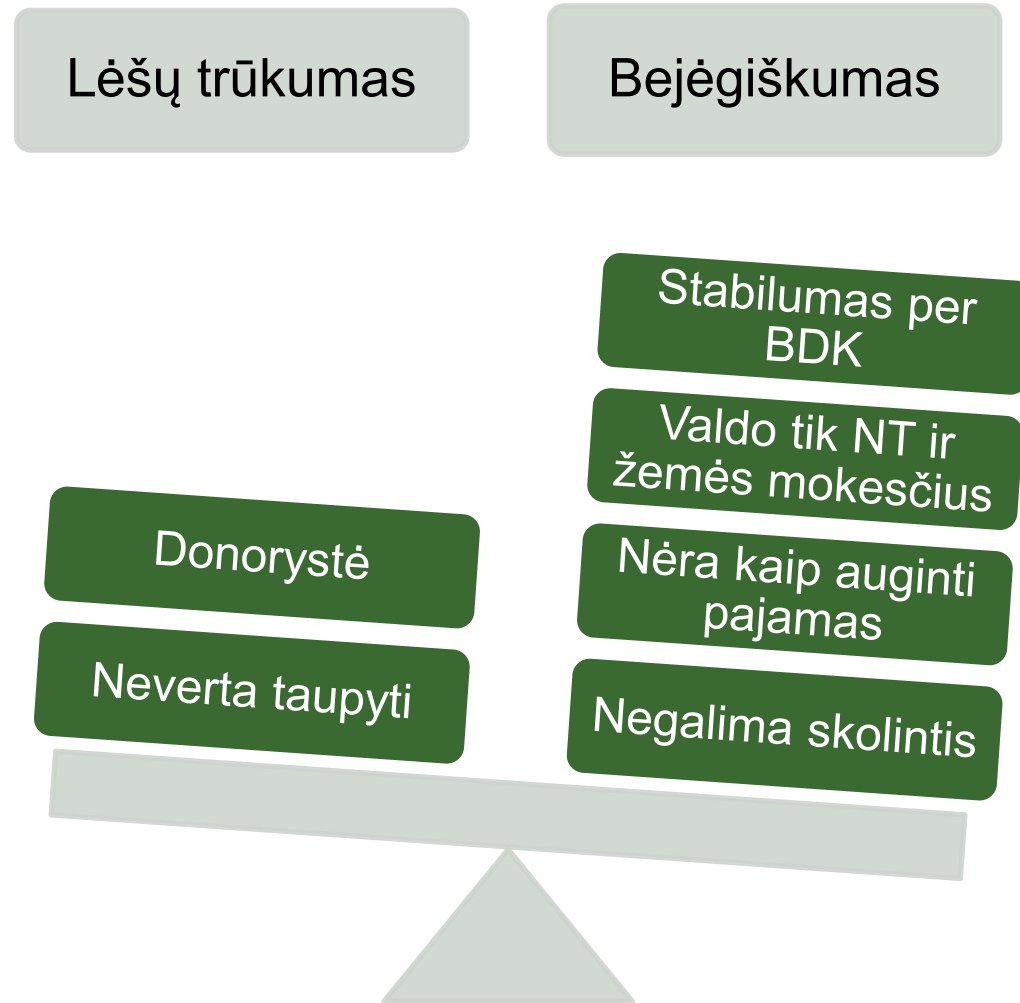 Lėšų trūkumas
Bejėgiškumas
Donorystė
Neverta taupyti
Stabilumas per
BDK
Valdo tik NT ir
žemės mokesčius
Nėra kaip auginti
pajamas
Negalima skolintis